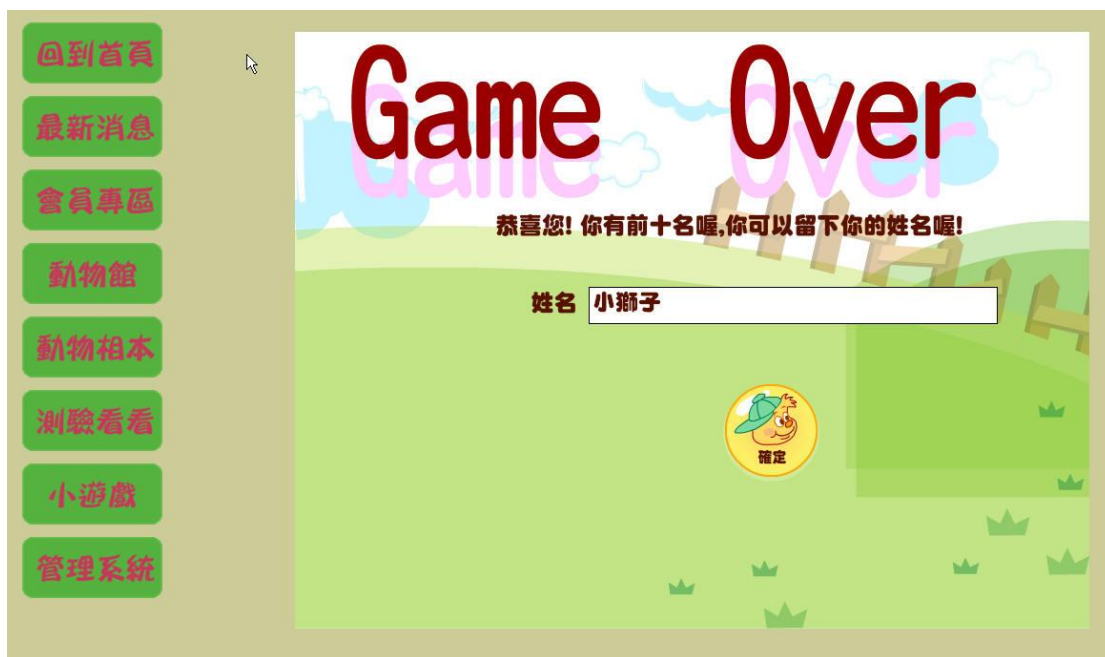 回到首頁
最新消息
會員專區
動物館
動物相本
測驗看看
小遊戲
管理系統
Game Over
恭喜您! 你有前十名喔,你可以留下你的姓名喔!
姓名 小獅子
確定